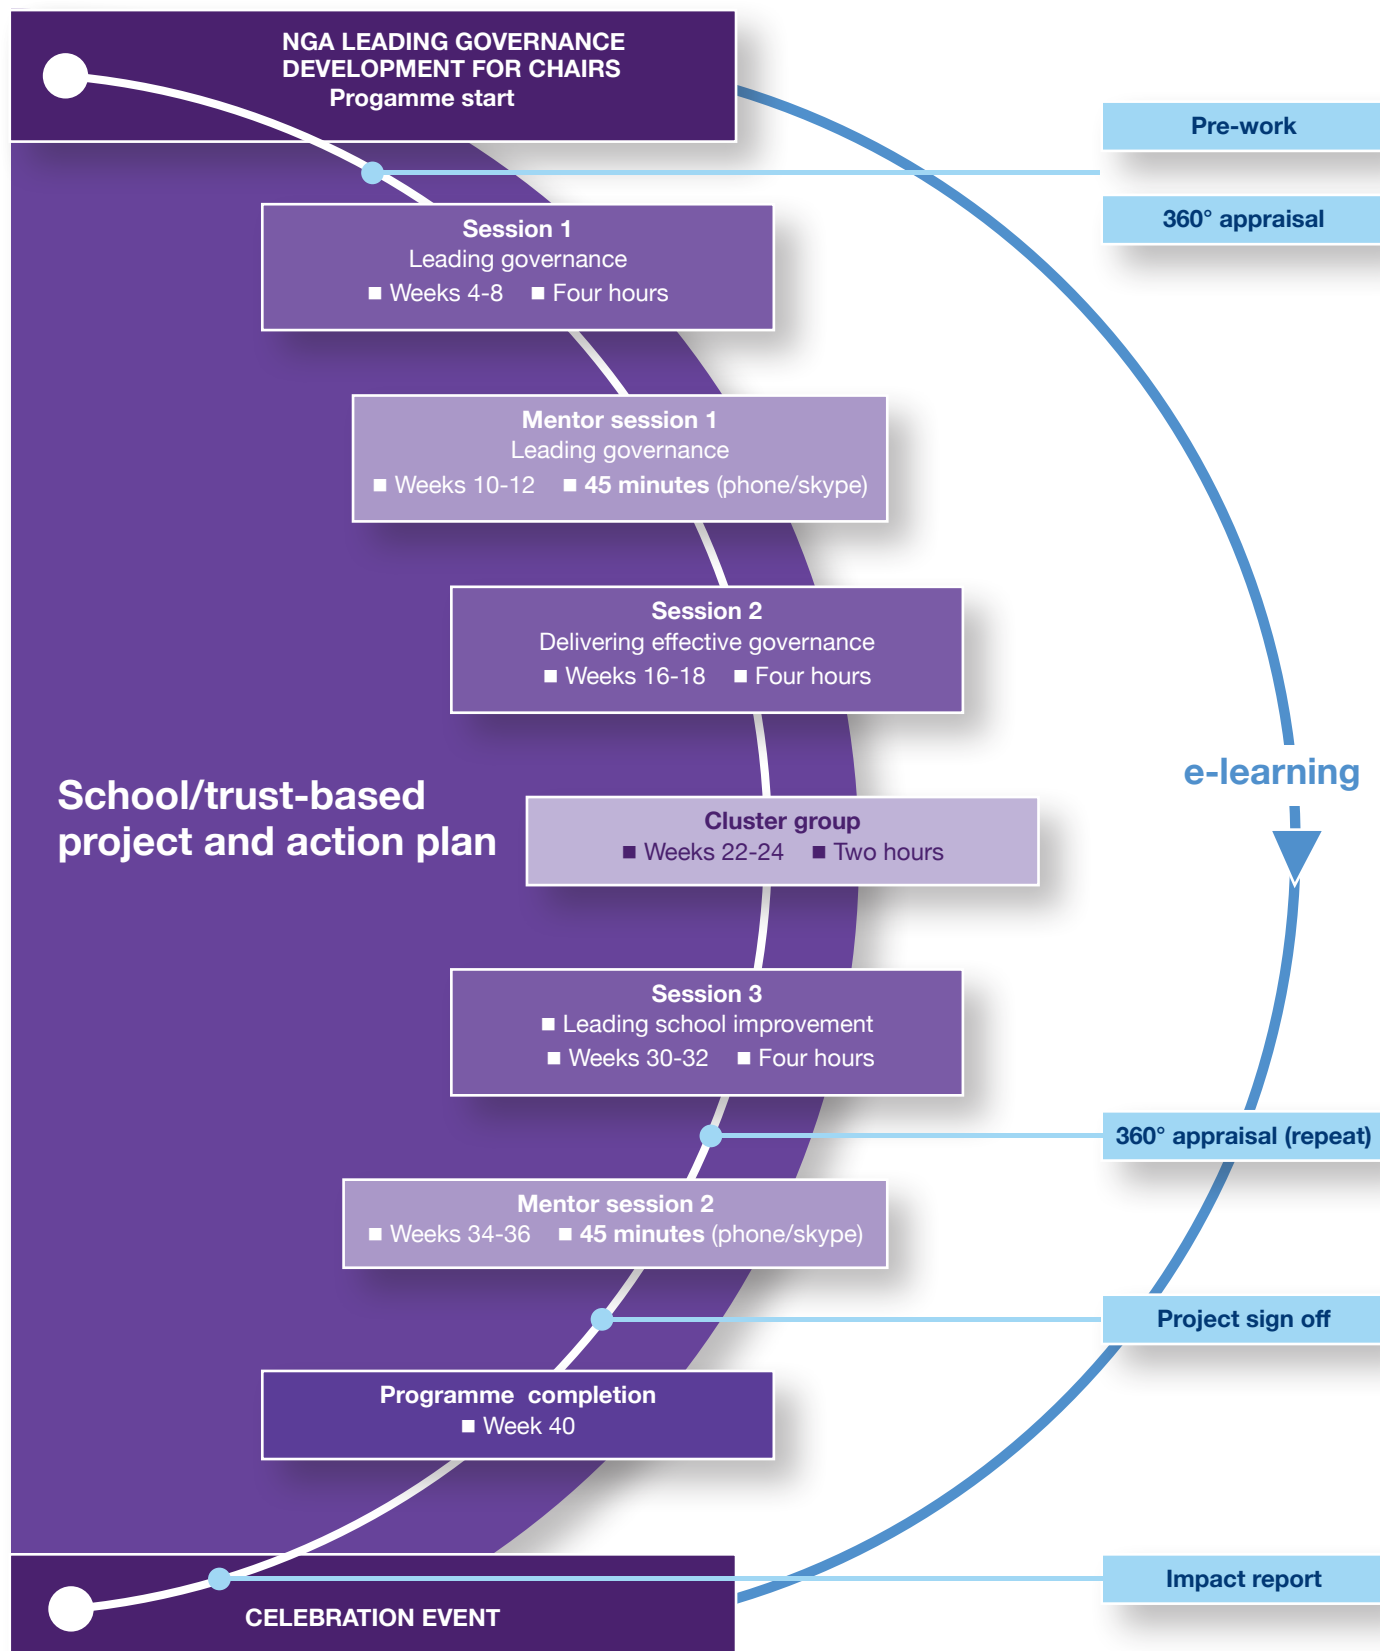 NGA LEADING GOVERNANCE
DEVELOPMENT FOR CHAIRS
Progamme start
Pre-work
360° appraisal
Session 1
Leading governance
■ Weeks 4-8 ■ Four hours
Mentor session 1
Leading governance
■ Weeks 10-12 ■ 45 minutes (phone/skype)
Session 2
Delivering effective governance
■ Weeks 16-18 ■ Four hours
School/trust-based
project and action plan
e-learning
Cluster group
■ Weeks 22-24 ■ Two hours
Session 3
■ Leading school improvement
■ Weeks 30-32 ■ Four hours
360° appraisal (repeat)
Mentor session 2
■ Weeks 34-36 ■ 45 minutes (phone/skype)
Project sign off
Programme completion
■ Week 40
Impact report
CELEBRATION EVENT